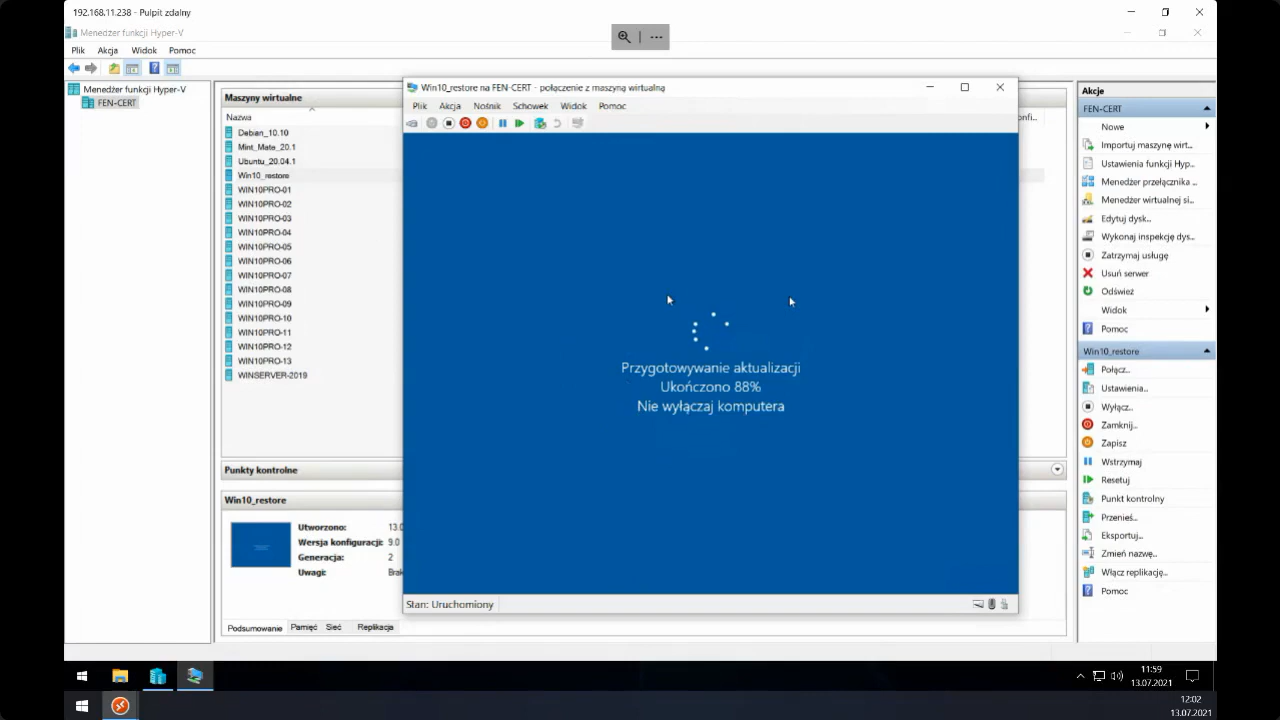 192.168.11.238 - Pulpit zdalny
Menedżer funkcji Hyper-V
Plik Akcja Widok Pomoc
Menedżer funkcji Hyper-V
FEN-CERT
Maszyny wirtualne
Nazwa
Debian_10.10
Mint_Mate_20.1
Ubuntu_20.04.1
Win10_restore
WIN10PRO-01
WIN10PRO-02
WIN10PRO-03
WIN10PRO-04
WIN10PRO-05
WIN10PRO-06
WIN10PRO-07
WIN10PRO-08
WIN10PRO-09
WIN10PRO-10
WIN10PRO-11
WIN10PRO-12
WIN10PRO-13
WINSERVER-2019
Punkty kontrolne
Win10_restore
Utworzono: 13.0
Wersja konfiguracji: 9.0
Generacja: 2
Uwagi: Brak
Podsumowanie Pamięć Sieć Replikacja
Win10_restore na FEN-CERT - połączenie z maszyną wirtualną
Plik Akcja Nośnik Schowek Widok Pomoc
Przygotowywanie aktualizacji
Ukończono 88%
Nie wyłączaj komputera
Stan: Uruchomiony
onfi...
Akcje
FEN-CERT
Nowe
Importuj maszynę wirt...
Ustawienia funkcji Hyp...
Menedżer przełącznika ...
Menedżer wirtualnej si...
Edytuj dysk...
Wykonaj inspekcję dys...
Zatrzymaj usługę
Usuń serwer
Odśwież
Widok
Pomoc
Win10_restore
Połącz...
Ustawienia...
Wyłącz...
Zamknij...
Zapisz
Wstrzymaj
Resetuj
Punkt kontrolny
Przenieś...
Eksportuj...
Zmień nazwę...
Włącz replikację...
Pomoc
11:59
13.07.2021
12:02
13.07.2021